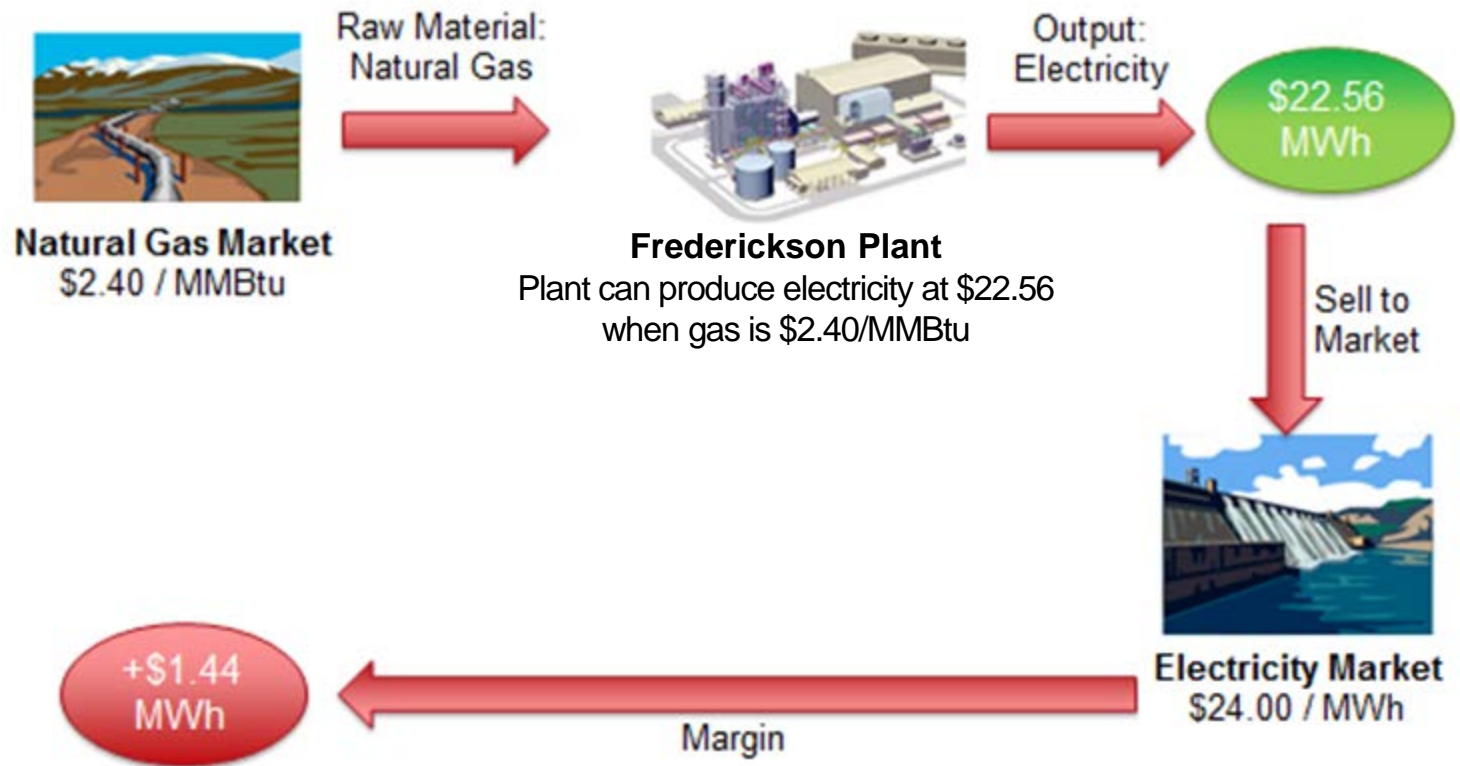 Raw Material:
Natural Gas
Output:
Electricity
$22.56
MWh
Natural Gas Market
$2.40 / MMBtu
Frederickson Plant
Plant can produce electricity at $22.56
when gas is $2.40/MMBtu
Sell to
Market
Electricity Market
$24.00 / MWh
+$1.44
MWh
Margin